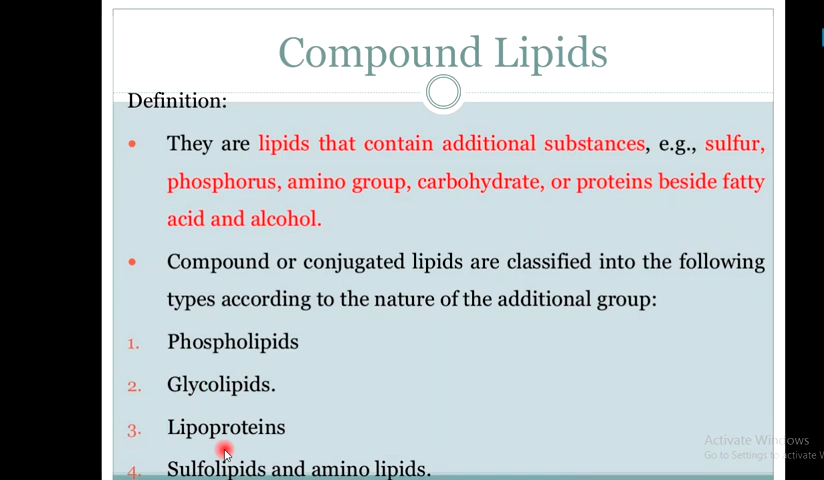 Compound Lipids
Definition:
• They are lipids that contain additional substances, e.g., sulfur,
phosphorus, amino group, carbohydrate, or proteins beside fatty
acid and alcohol.
• Compound or conjugated lipids are classified into the following
types according to the nature of the additional group:
1. Phospholipids
2. Glycolipids.
3. Lipoproteins
4. Sulfolipids and amino lipids.
Activate Windows
Go to Settings to activate W